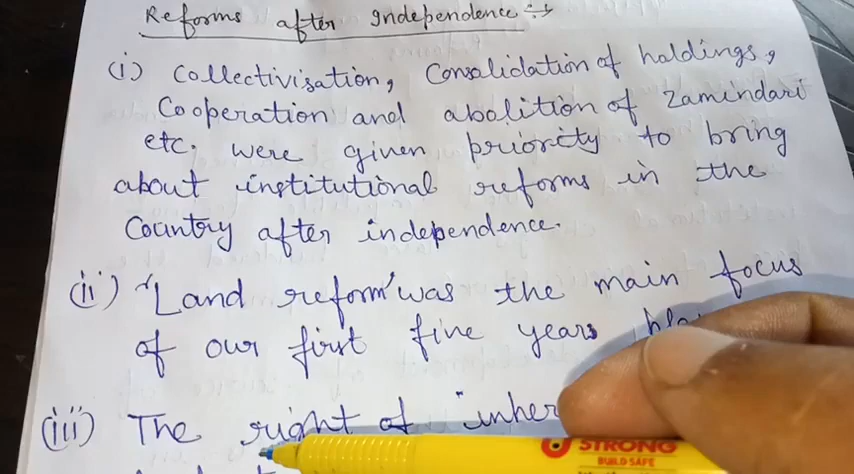 Reforms after Independence :→
(i) Collectivisation, Consolidation of holdings,
Cooperation and abolition of Zamindari
etc. were given priority to bring
about institutional reforms in the
Country after independence.
(ii) "Land reform" was the main focus
of our first five years
(iii) The right of
STRONG
BUILD SAFE